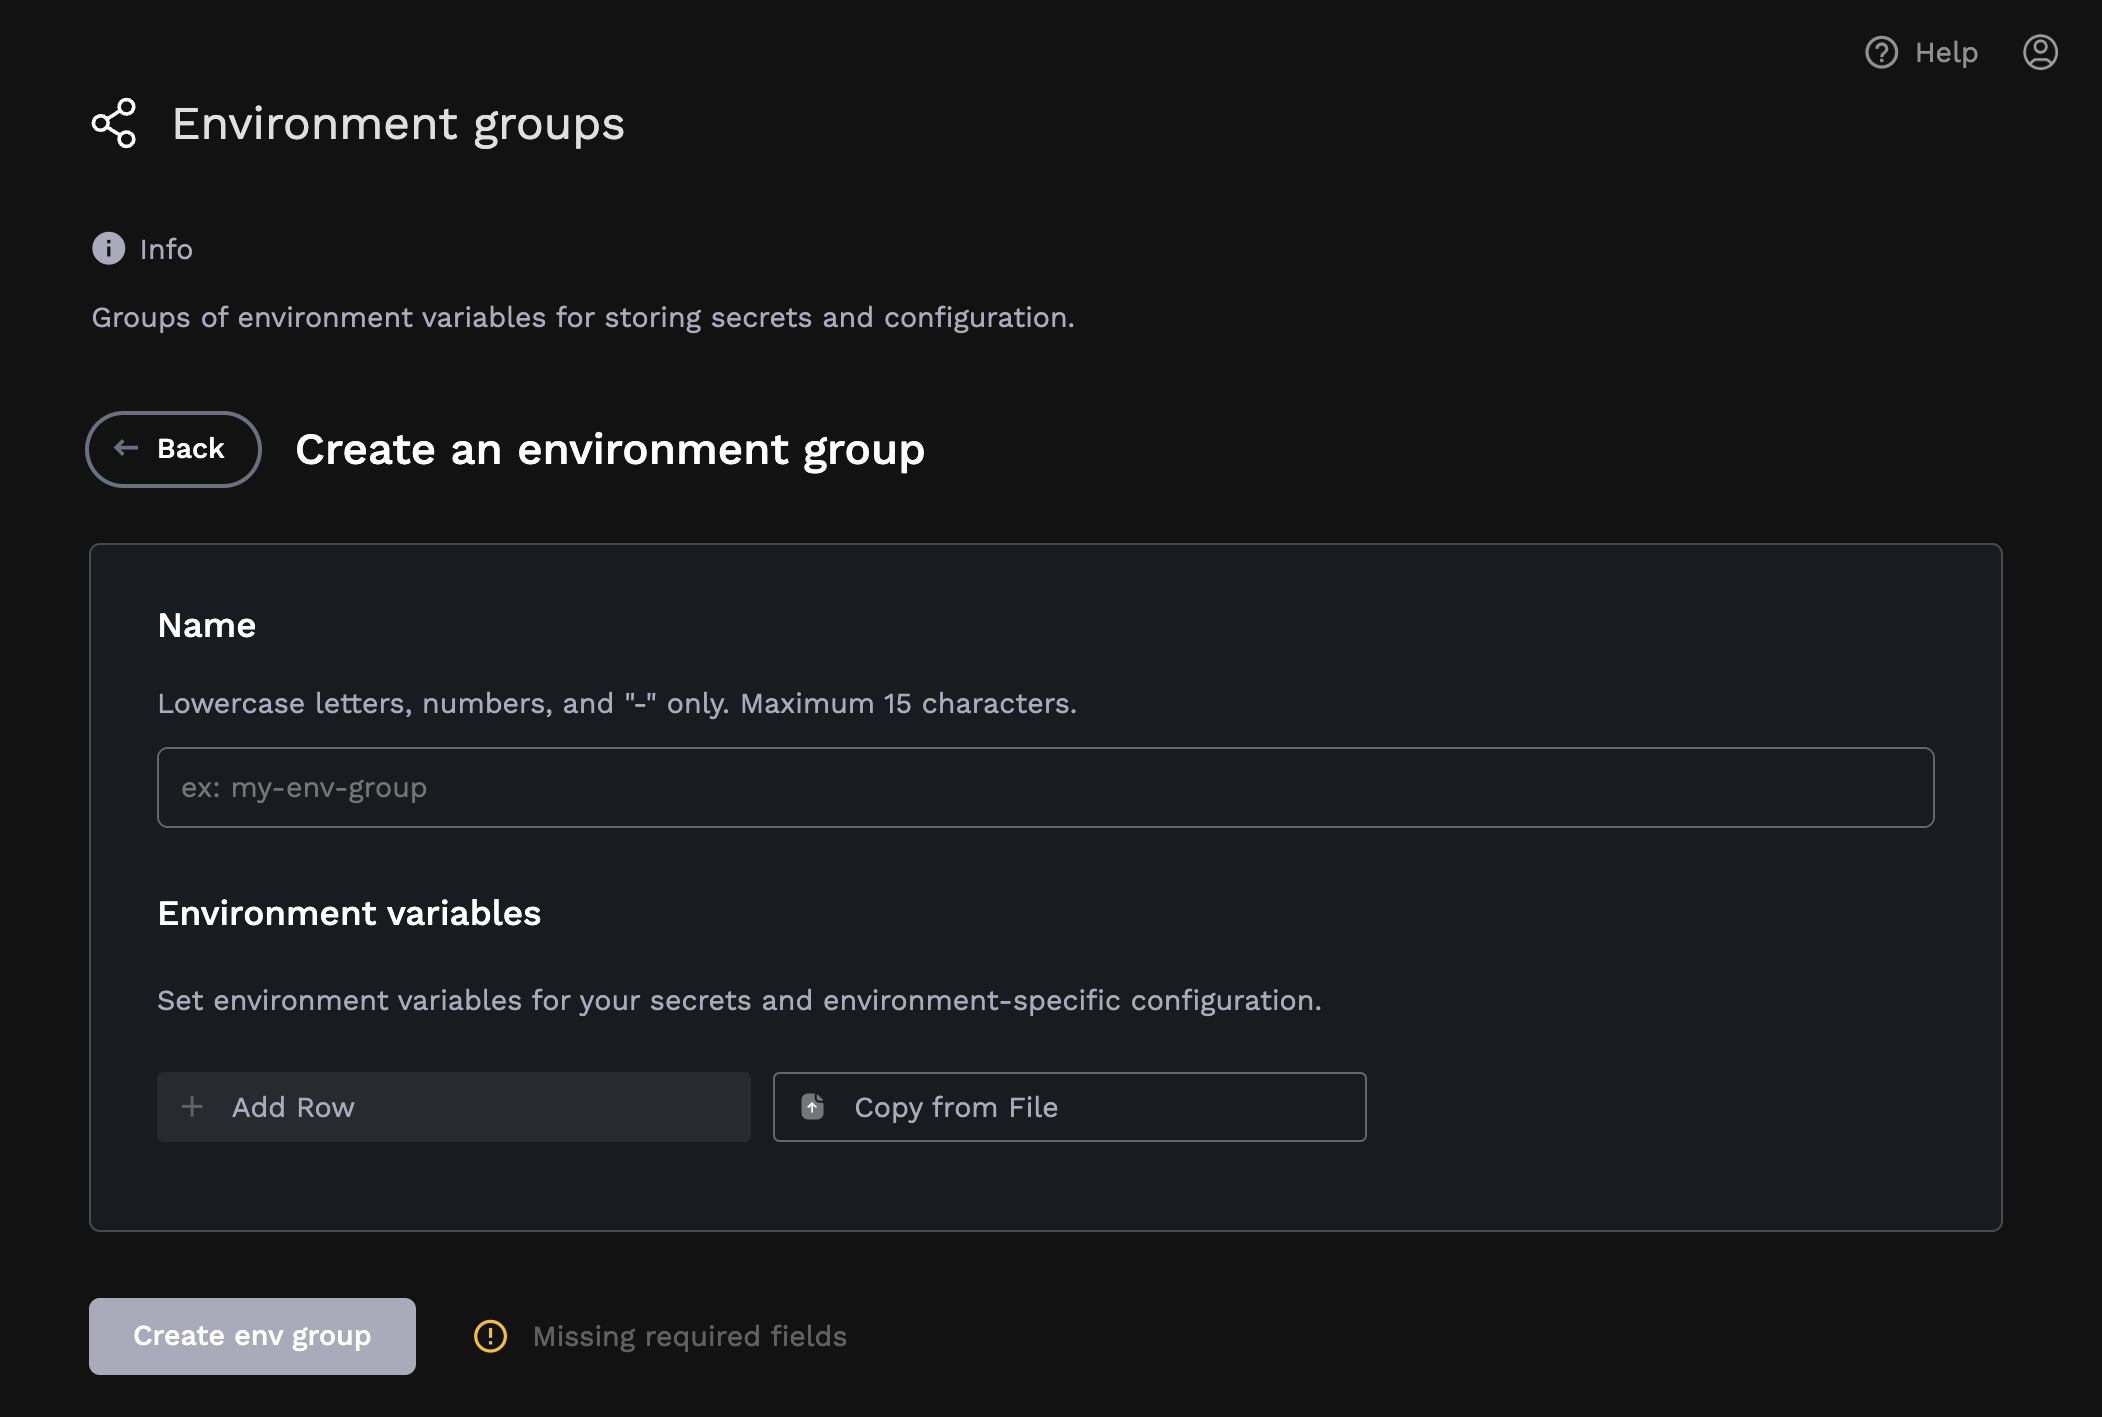 Help
Environment groups
Info
Groups of environment variables for storing secrets and configuration.
Back
Create an environment group
Name
Lowercase letters, numbers, and "-" only. Maximum 15 characters.
ex: my-env-group
Environment variables
Set environment variables for your secrets and environment-specific configuration.
Add Row
Copy from File
Create env group
Missing required fields